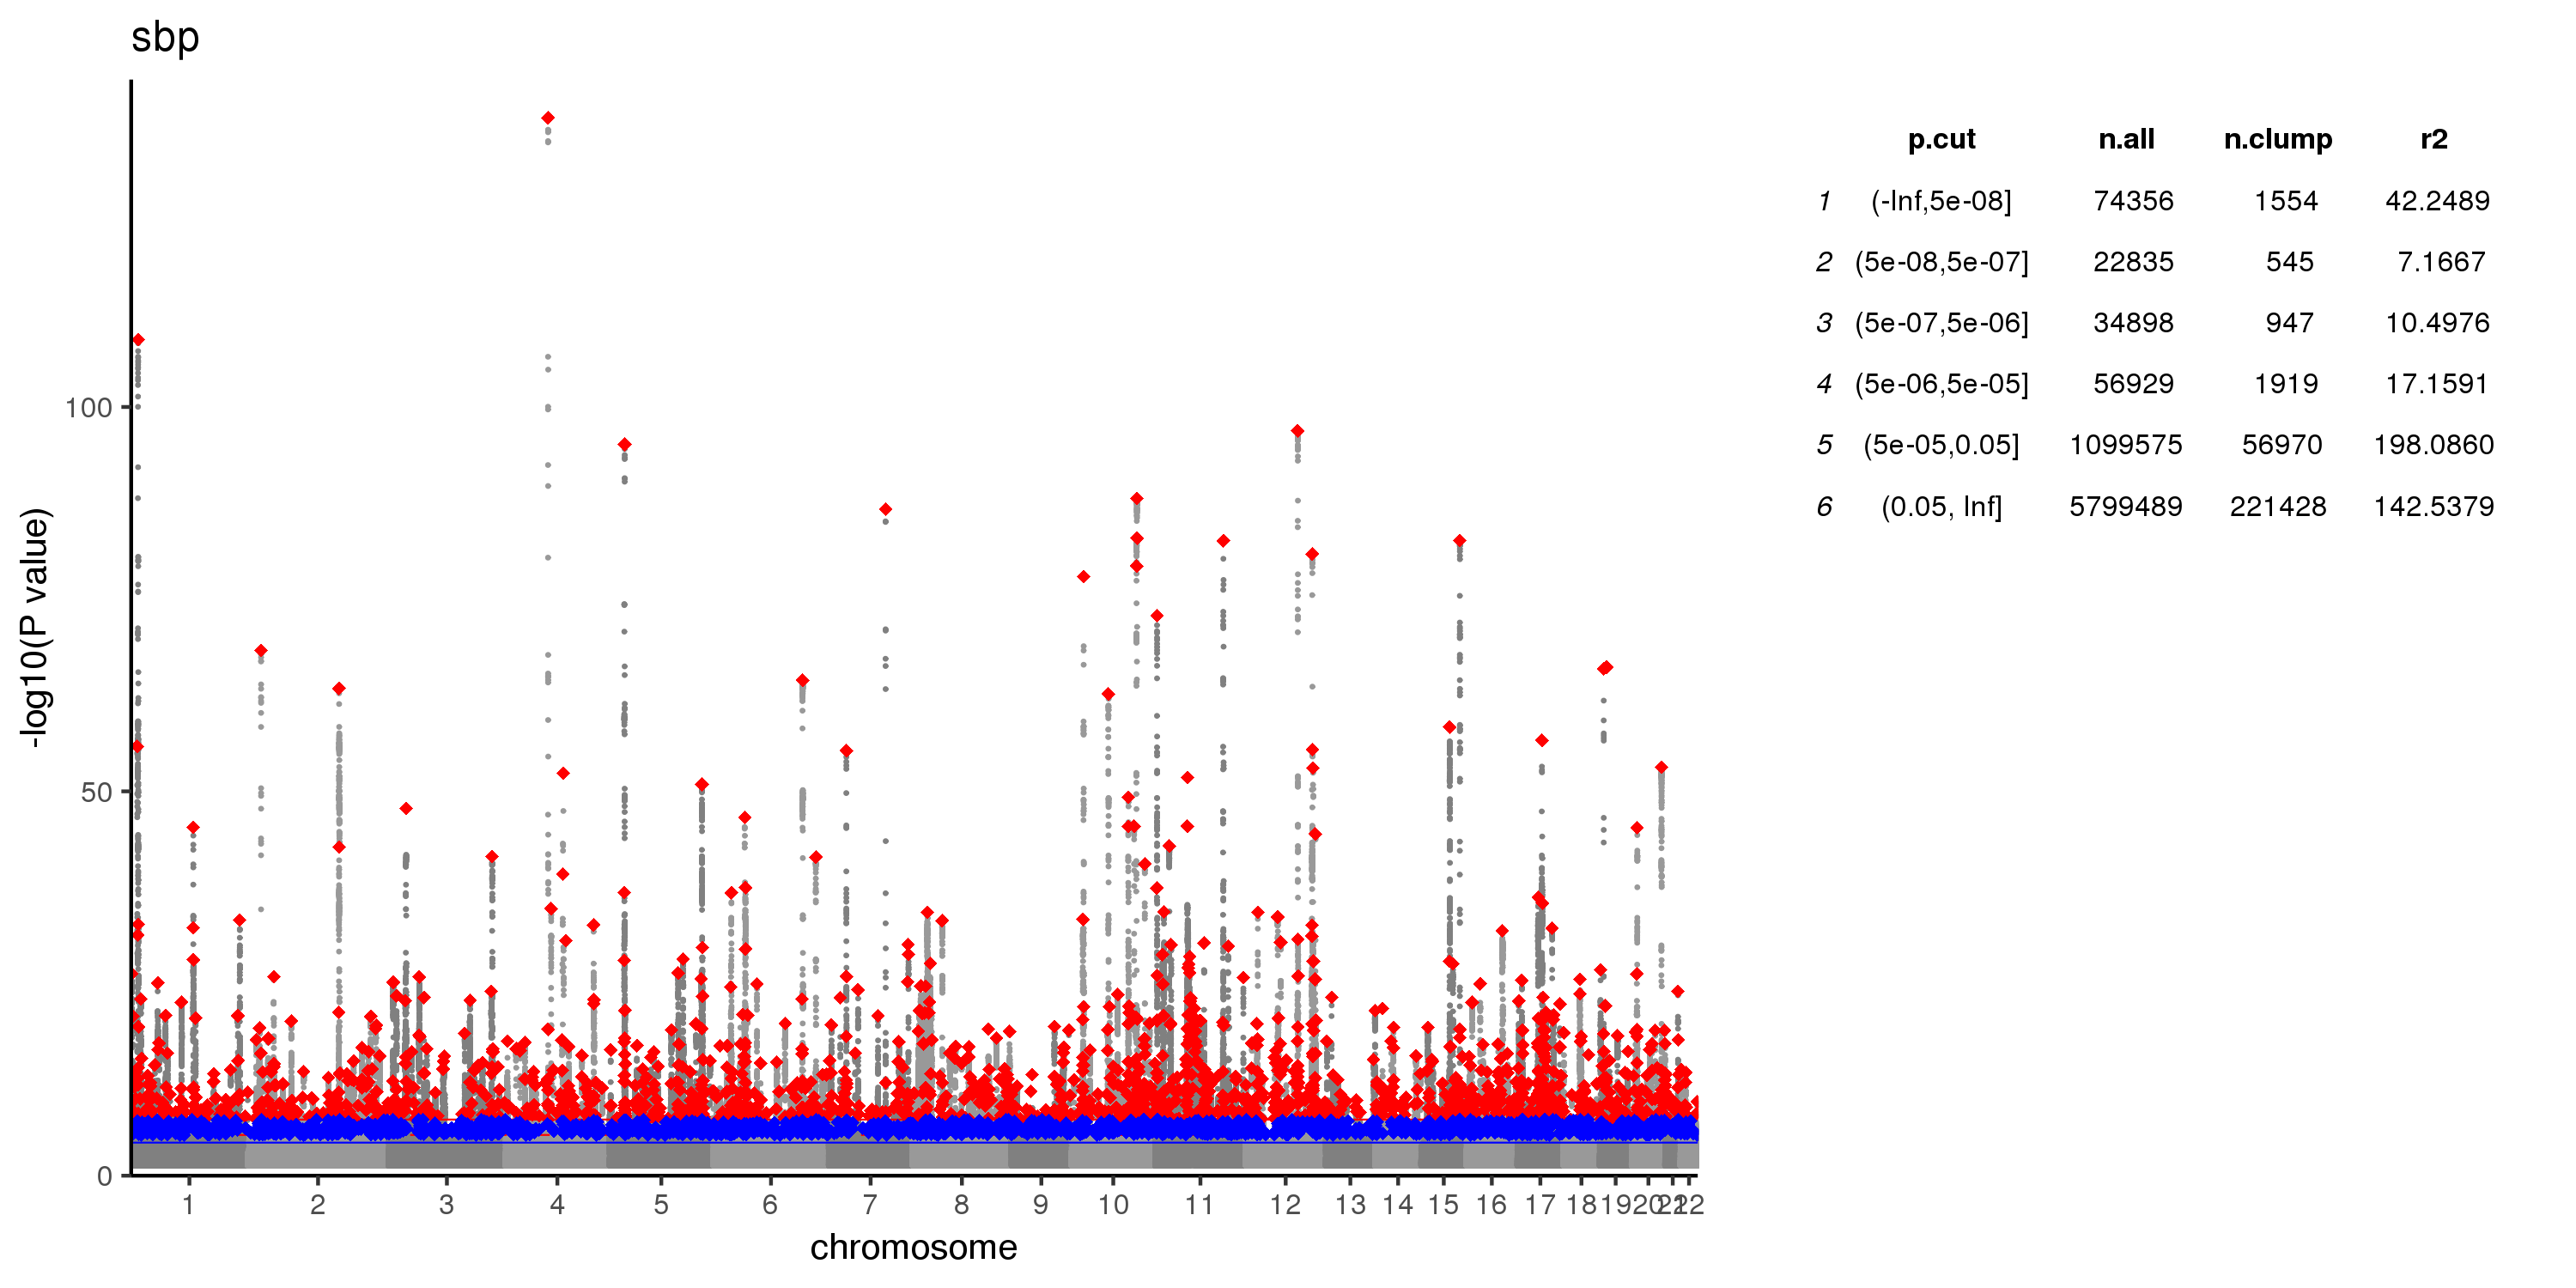 sbp
-log10(P value)
100
50
0
1 2 3 4 5 6 7 8 9 10 11 12 13 14 15 16 17 18 19 20 21 22
chromosome
p.cut n.all n.clump r2
1 (-Inf,5e-08] 74356 1554 42.2489
2 (5e-08,5e-07] 22835 545 7.1667
3 (5e-07,5e-06] 34898 947 10.4976
4 (5e-06,5e-05] 56929 1919 17.1591
5 (5e-05,0.05] 1099575 56970 198.0860
6 (0.05, Inf] 5799489 221428 142.5379